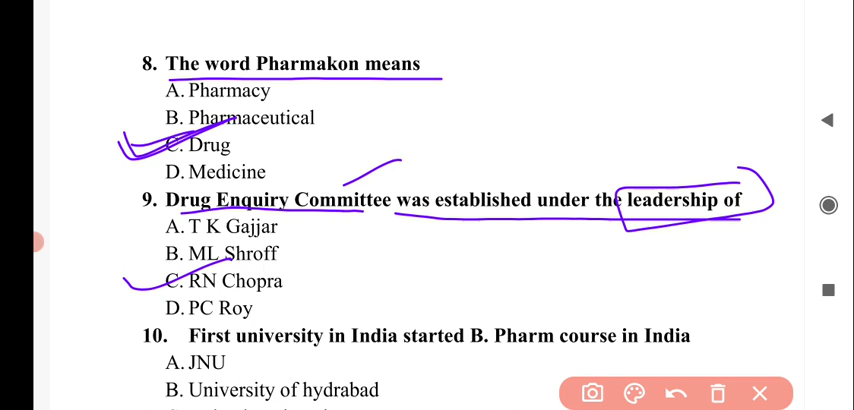 8. The word Pharmakon means
A. Pharmacy
B. Pharmaceutical
C. Drug
D. Medicine
9. Drug Enquiry Committee was established under the leadership of
A. T K Gajjar
B. ML Shroff
C. RN Chopra
D. PC Roy
10. First university in India started B. Pharm course in India
A. JNU
B. University of hydrabad